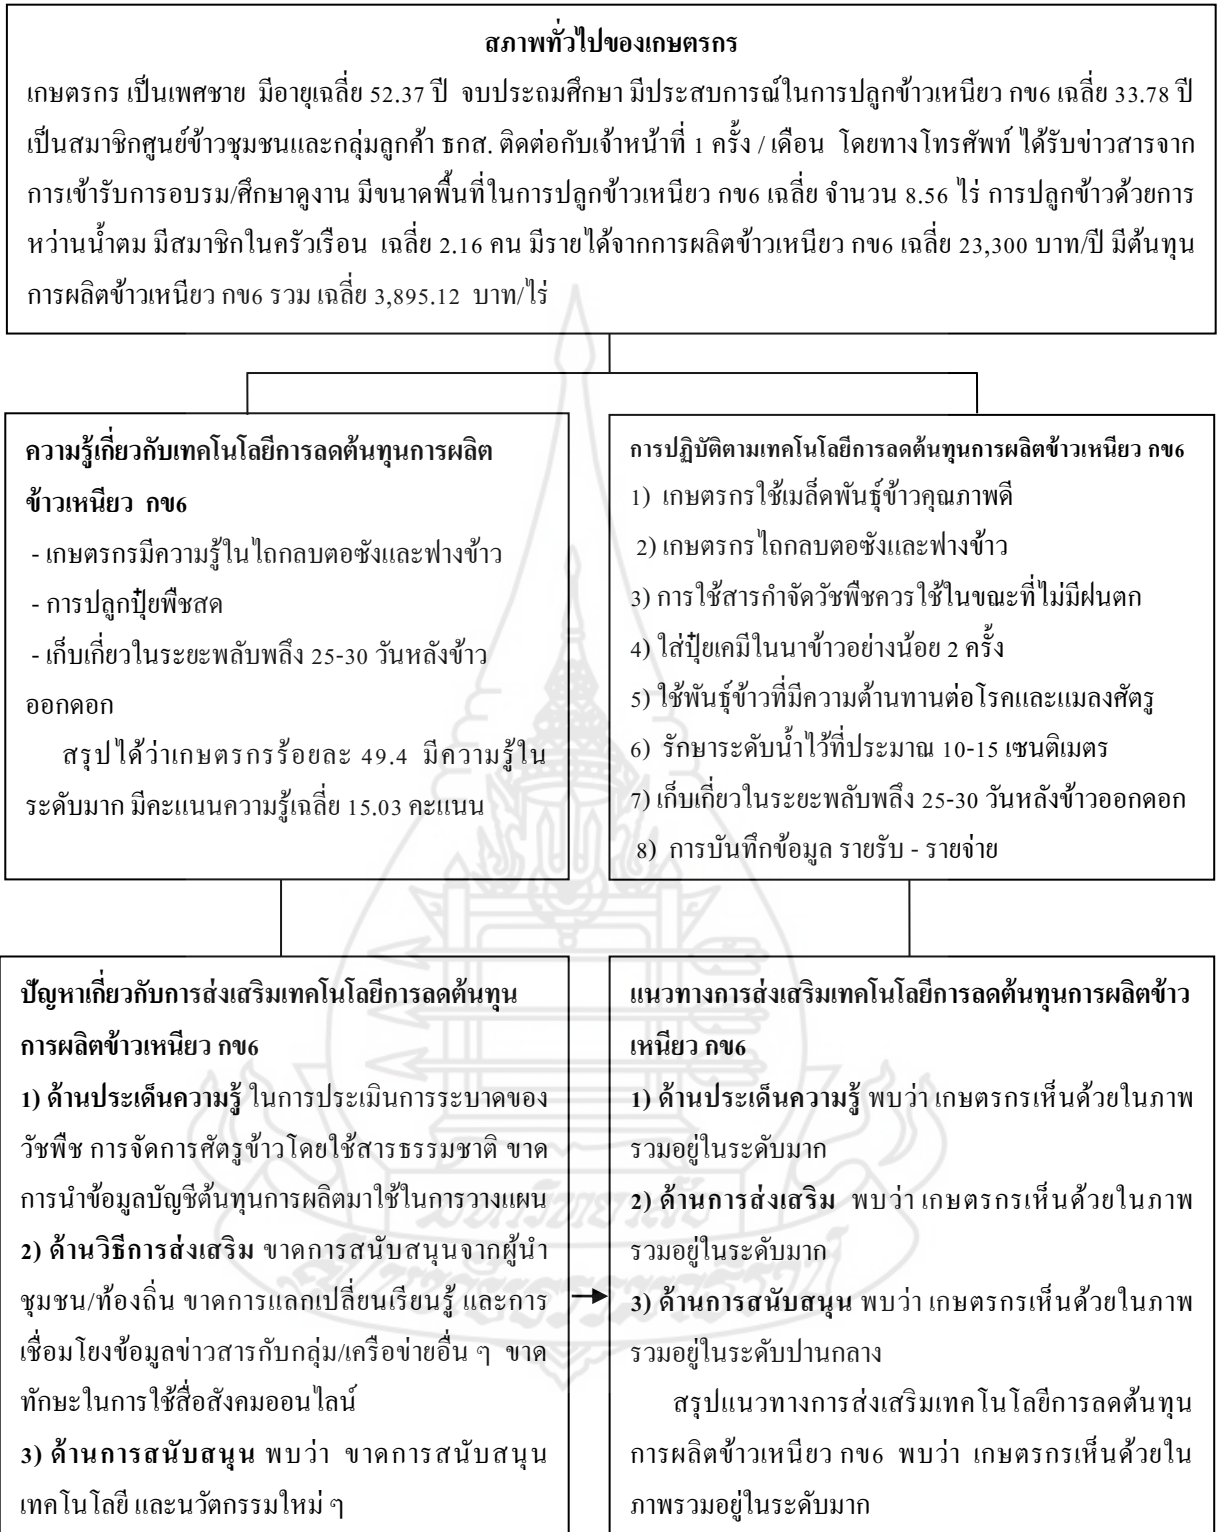 สภาพทั่วไปของเกษตรกร
เกษตรกร เป็นเพศชาย มีอายุเฉลี่ย 52.37 ปี จบประถมศึกษา มีประสบการณ์ในการปลูกข้าวเหนียว กข6 เฉลี่ย 33.78 ปี
เป็นสมาชิกศูนย์ข้าวชุมชนและกลุ่มลูกค้า ธกส. ติดต่อกับเจ้าหน้าที่ 1 ครั้ง / เดือน โดยทางโทรศัพท์ ได้รับข่าวสารจาก
การเข้ารับการอบรม/ศึกษาดูงาน มีขนาดพื้นที่ในการปลูกข้าวเหนียว กข6 เฉลี่ย จำนวน 8.56 ไร่ การปลูกข้าวด้วยการ
หว่านน้ำตม มีสมาชิกในครัวเรือน เฉลี่ย 2.16 คน มีรายได้จากการผลิตข้าวเหนียว กข6 เฉลี่ย 23,300 บาท/ปี มีต้นทุน
การผลิตข้าวเหนียว กข6 รวม เฉลี่ย 3,895.12 บาท/ไร่
ความรู้เกี่ยวกับเทคโนโลยีการลดต้นทุนการผลิต
ข้าวเหนียว กข6
- เกษตรกรมีความรู้ในไถกลบตอซังและฟางข้าว
- การปลูกปุ๋ยพืชสด
- เก็บเกี่ยวในระยะพลับพลึง 25-30 วันหลังข้าว
ออกดอก
สรุปได้ว่าเกษตรกรร้อยละ 49.4 มีความรู้ใน
ระดับมาก มีคะแนนความรู้เฉลี่ย 15.03 คะแนน
การปฏิบัติตามเทคโนโลยีการลดต้นทุนการผลิตข้าวเหนียว กข6
1) เกษตรกรใช้เมล็ดพันธุ์ข้าวคุณภาพดี
2) เกษตรกรไถกลบตอซังและฟางข้าว
3) การใช้สารกำจัดวัชพืชควรใช้ในขณะที่ไม่มีฝนตก
4) ใส่ปุ๋ยเคมีในนาข้าวอย่างน้อย 2 ครั้ง
5) ใช้พันธุ์ข้าวที่มีความต้านทานต่อโรคและแมลงศัตรู
6) รักษาระดับน้ำไว้ที่ประมาณ 10-15 เซนติเมตร
7) เก็บเกี่ยวในระยะพลับพลึง 25-30 วันหลังข้าวออกดอก
8) การบันทึกข้อมูล รายรับ - รายจ่าย
ปัญหาเกี่ยวกับการส่งเสริมเทคโนโลยีการลดต้นทุน
การผลิตข้าวเหนียว กข6
1) ด้านประเด็นความรู้ ในการประเมินการระบาดของ
วัชพืช การจัดการศัตรูข้าวโดยใช้สารธรรมชาติ ขาด
การนำข้อมูลบัญชีต้นทุนการผลิตมาใช้ในการวางแผน
2) ด้านวิธีการส่งเสริม ขาดการสนับสนุนจากผู้นำ
ชุมชน/ท้องถิ่น ขาดการแลกเปลี่ยนเรียนรู้ และการ
เชื่อมโยงข้อมูลข่าวสารกับกลุ่ม/เครือข่ายอื่น ๆ ขาด
ทักษะในการใช้สื่อสังคมออนไลน์
3) ด้านการสนับสนุน พบว่า ขาดการสนับสนุน
เทคโนโลยี และนวัตกรรมใหม่ ๆ
แนวทางการส่งเสริมเทคโนโลยีการลดต้นทุนการผลิตข้าว
เหนียว กข6
1) ด้านประเด็นความรู้ พบว่า เกษตรกรเห็นด้วยในภาพ
รวมอยู่ในระดับมาก
2) ด้านการส่งเสริม พบว่า เกษตรกรเห็นด้วยในภาพ
รวมอยู่ในระดับมาก
3) ด้านการสนับสนุน พบว่า เกษตรกรเห็นด้วยในภาพ
รวมอยู่ในระดับปานกลาง
สรุปแนวทางการส่งเสริมเทคโนโลยีการลดต้นทุน
การผลิตข้าวเหนียว กข6 พบว่า เกษตรกรเห็นด้วยใน
ภาพรวมอยู่ในระดับมาก